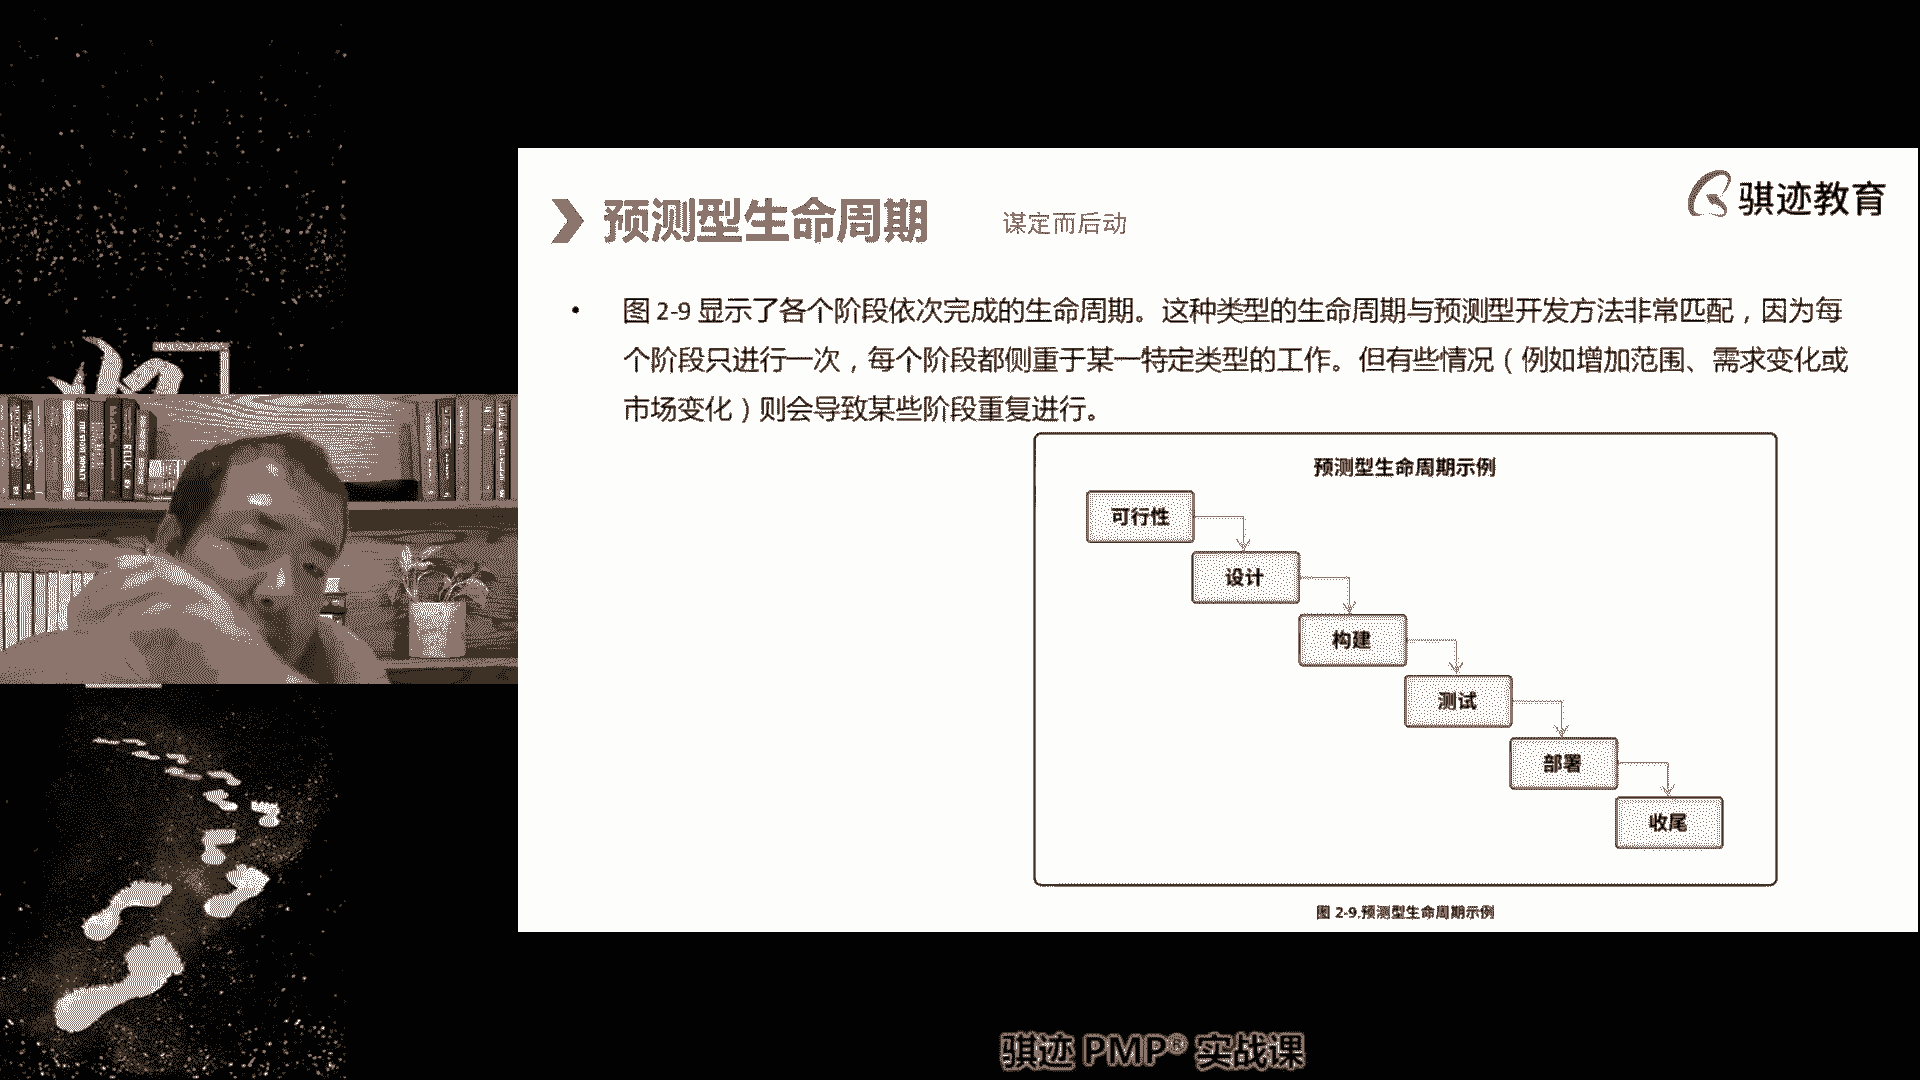 骐迹教育
预测型生命周期 谋定而后动
• 图 2-9 显示了各个阶段依次完成的生命周期。这种类型的生命周期与预测型开发方法非常匹配，因为每
个阶段只进行一次，每个阶段都侧重于某一特定类型的工作。但有些情况（例如增加范围、需求变化或
市场变化）则会导致某些阶段重复进行。
预测型生命周期示例
可行性
设计
构建
测试
部署
收尾
图 2-9.预测型生命周期示例
骐迹 PMP® 实战课